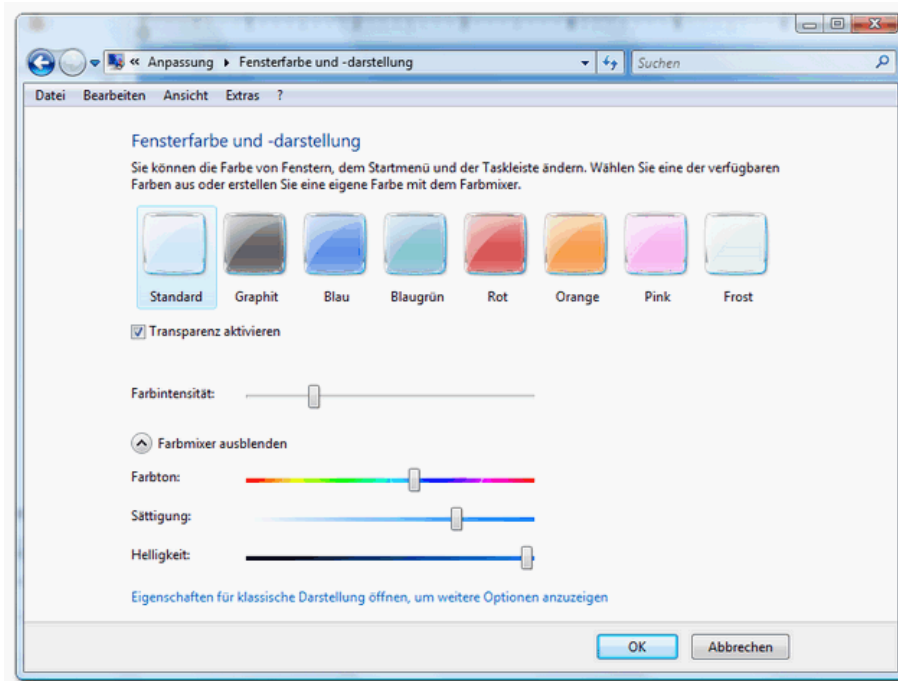 « Anpassung ▸ Fensterfarbe und -darstellung
Suchen
Datei Bearbeiten Ansicht Extras ?
Fensterfarbe und -darstellung
Sie können die Farbe von Fenstern, dem Startmenü und der Taskleiste ändern. Wählen Sie eine der verfügbaren
Farben aus oder erstellen Sie eine eigene Farbe mit dem Farbmixer.
Standard Graphit Blau Blaugrün Rot Orange Pink Frost
Transparenz aktivieren
Farbintensität:
Farbmixer ausblenden
Farbton:
Sättigung:
Helligkeit:
Eigenschaften für klassische Darstellung öffnen, um weitere Optionen anzuzeigen
OK Abbrechen